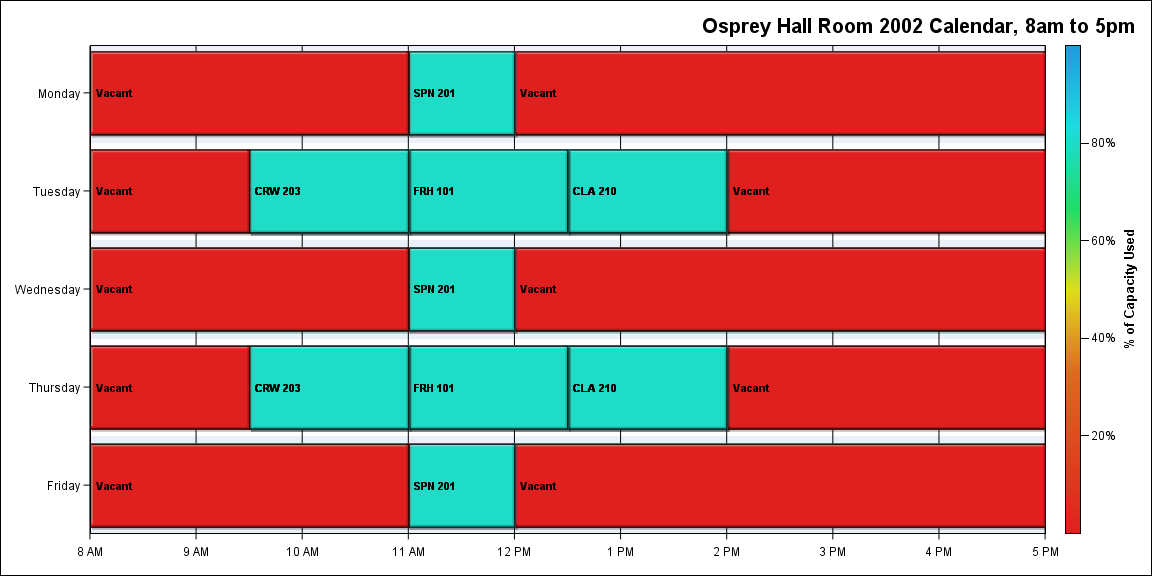 Osprey Hall Room 2002 Calendar, 8am to 5pm
Monday
Vacant
SPN 201
Vacant
Tuesday
Vacant
CRW 203
FRH 101
CLA 210
Vacant
Wednesday
Vacant
SPN 201
Vacant
Thursday
Vacant
CRW 203
FRH 101
CLA 210
Vacant
Friday
Vacant
SPN 201
Vacant
8 AM
9 AM
10 AM
11 AM
12 PM
1 PM
2 PM
3 PM
4 PM
5 PM
80%
60%
40%
20%
% of Capacity Used